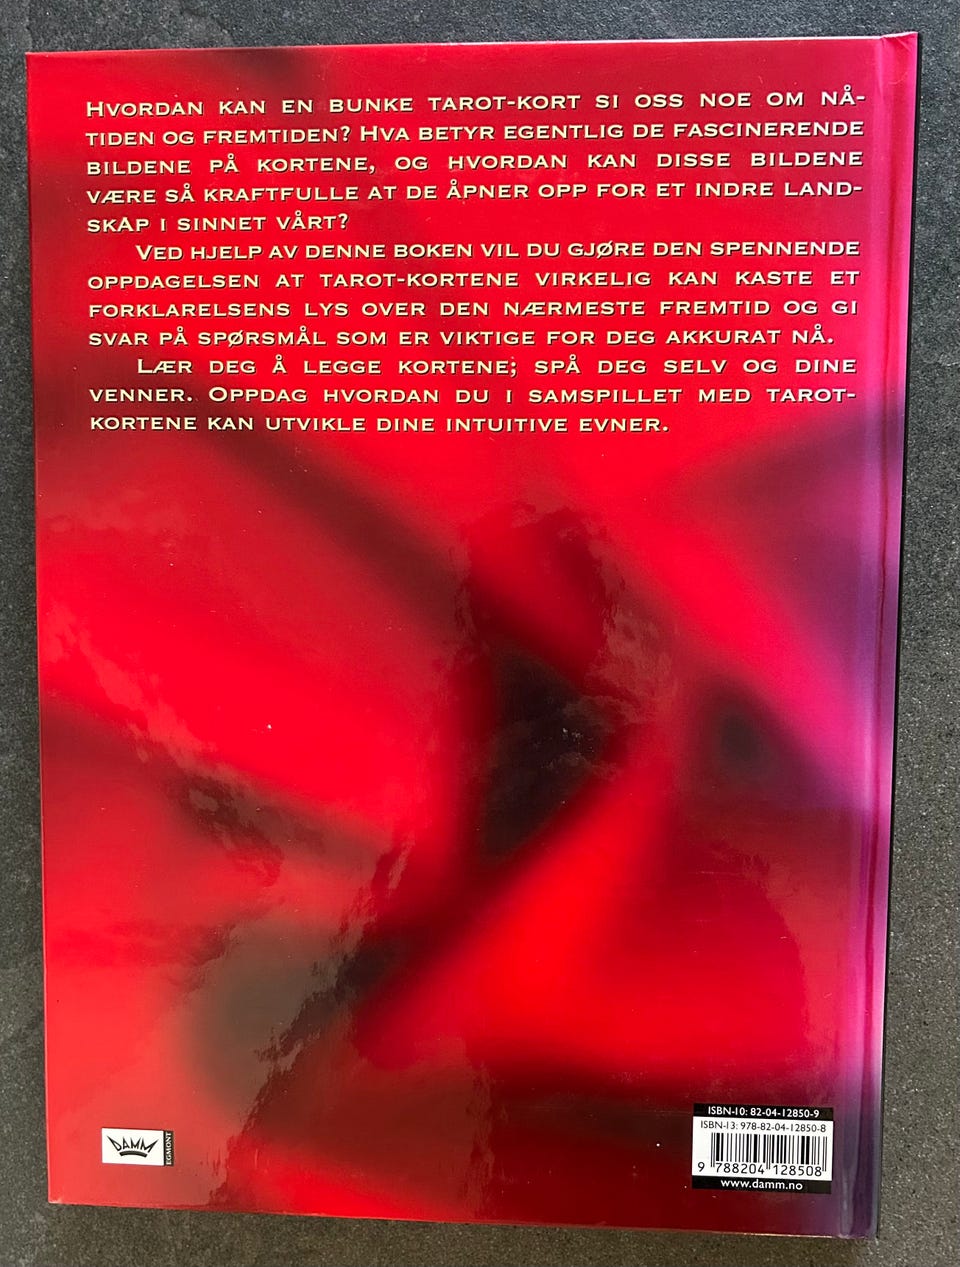 HVORDAN KAN EN BUNKE TAROT-KORT SI OSS NOE OM NÅ-
TIDEN OG FREMTIDEN? HVA BETYR EGENTLIG DE FASCINERENDE
BILDENE PÅ KORTENE, OG HVORDAN KAN DISSE BILDENE
VÆRE SÅ KRAFTFULLE AT DE ÅPNER OPP FOR ET INDRE LAND-
SKAP I SINNET VÅRT?
VED HJELP AV DENNE BOKEN VIL DU GJØRE DEN SPENNENDE
OPPDAGELSEN AT TAROT-KORTENE VIRKELIG KAN KASTE ET
FORKLARELSENS LYS OVER DEN NÆRMESTE FREMTID OG GI
SVAR PÅ SPØRSMÅL SOM ER VIKTIGE FOR DEG AKKURAT NÅ.
LÆR DEG Å LEGGE KORTENE; SPÅ DEG SELV OG DINE
VENNER. OPPDAG HVORDAN DU I SAMSPILLET MED TAROT-
KORTENE KAN UTVIKLE DINE INTUITIVE EVNER.
DAMM
EGMONT
ISBN-10: 82-04-12850-9
ISBN-13: 978-82-04-12850-8
9 788204 128508
www.damm.no